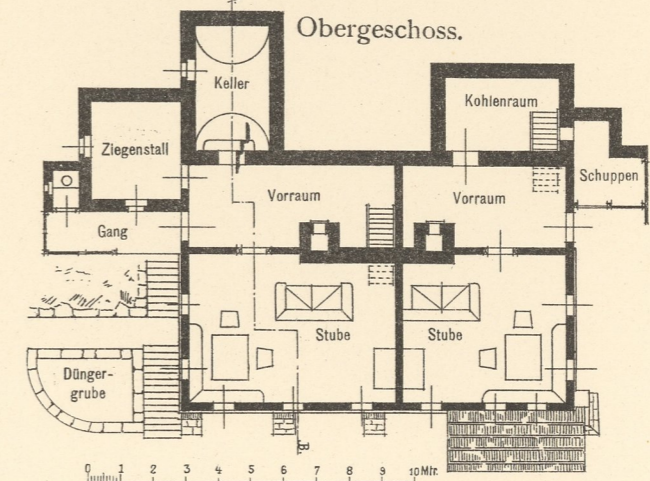 Obergeschoss.
Keller
Kohlenraum
Ziegenstall
Schuppen
Vorraum
Vorraum
Gang
Stube
Stube
Dünger-
grube
B.
0 1 2 3 4 5 6 7 8 9 10 Mtr.